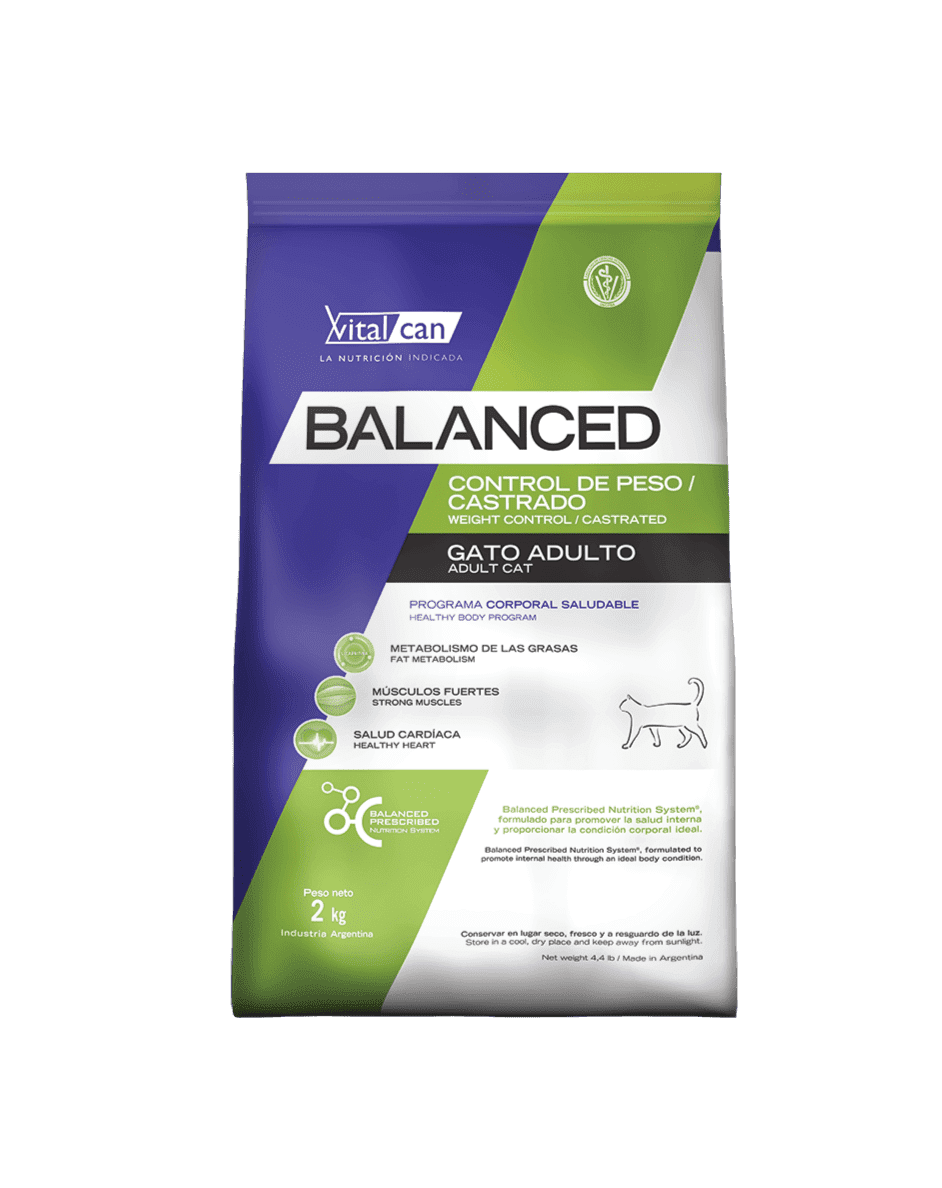 Vital can
LA NUTRICIÓN INDICADA
BALANCED
CONTROL DE PESO /
CASTRADO
WEIGHT CONTROL / CASTRATED
GATO ADULTO
ADULT CAT
PROGRAMA CORPORAL SALUDABLE
HEALTHY BODY PROGRAM
METABOLISMO DE LAS GRASAS
FAT METABOLISM
MÚSCULOS FUERTES
STRONG MUSCLES
SALUD CARDÍACA
HEALTHY HEART
BALANCED
PRESCRIBED
NUTRITION SYSTEM
Balanced Prescribed Nutrition System®,
formulado para promover la salud interna
y proporcionar la condición corporal ideal.
Balanced Prescribed Nutrition System®, formulated to
promote internal health through an ideal body condition.
Peso neto
2 kg
Industria Argentina
Conservar en lugar seco, fresco y a resguardo de la luz.
Store in a cool, dry place and keep away from sunlight.
Net weight 4,4 lb / Made in Argentina